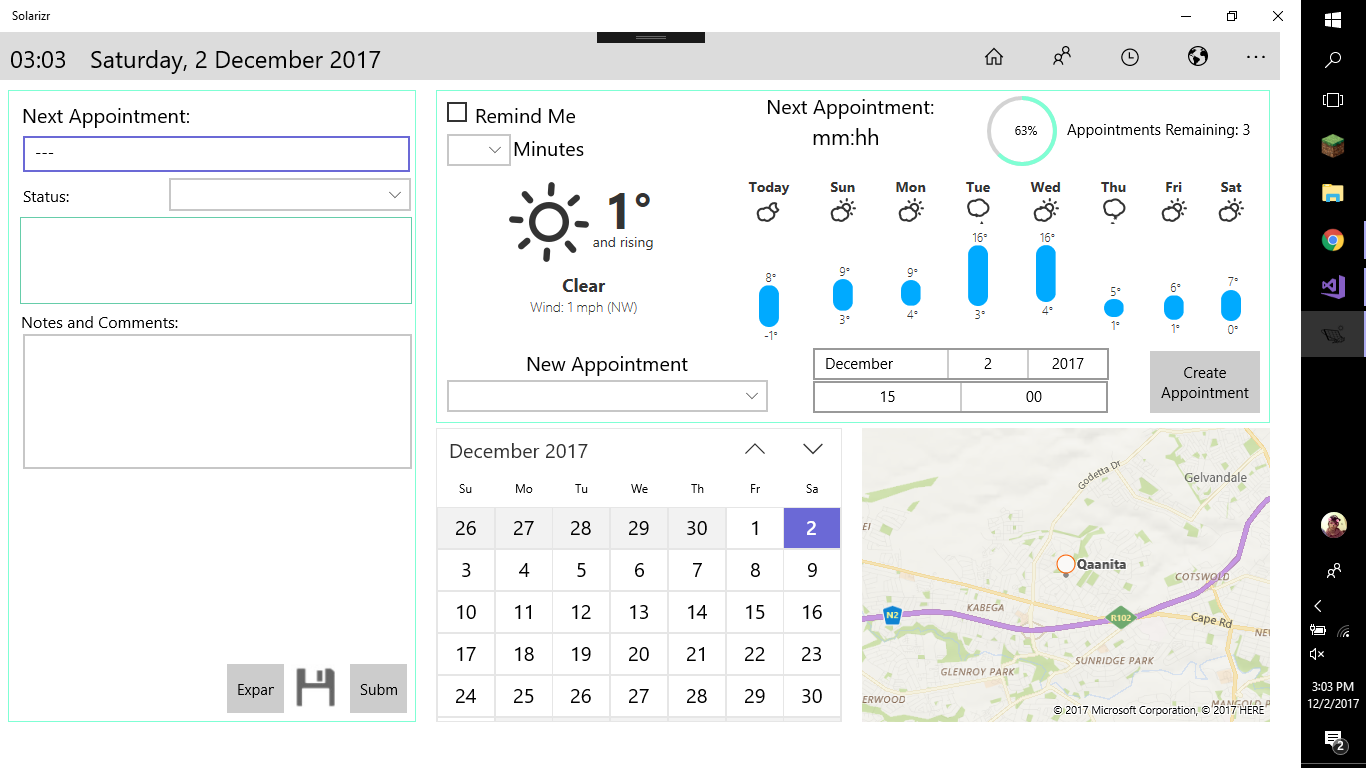 Solarizr
03:03 Saturday, 2 December 2017
Next Appointment:
---
Status:
Notes and Comments:
Expar
Subm
Remind Me
Minutes
Next Appointment:
mm:hh
63%
Appointments Remaining: 3
1°
and rising
Clear
Wind: 1 mph (NW)
Today Sun Mon Tue Wed Thu Fri Sat
8° 9° 9° 16° 16° 5° 6° 7°
-1° 3° 4° 3° 4° 1° 1° 0°
New Appointment
December 2 2017
15 00
Create
Appointment
December 2017
Su Mo Tu We Th Fr Sa
26 27 28 29 30 1 2
3 4 5 6 7 8 9
10 11 12 13 14 15 16
17 18 19 20 21 22 23
24 25 26 27 28 29 30
Godetta Dr
Gelvandale
EI
Qaanita
COTSWOLD
KABEGA
N2
R102
Cape Rd
NEW
SUNRIDGE PARK
GLENROY PARK
ERWOOD
MANGOLD P
© 2017 Microsoft Corporation, © 2017 HERE
3:03 PM
12/2/2017
2